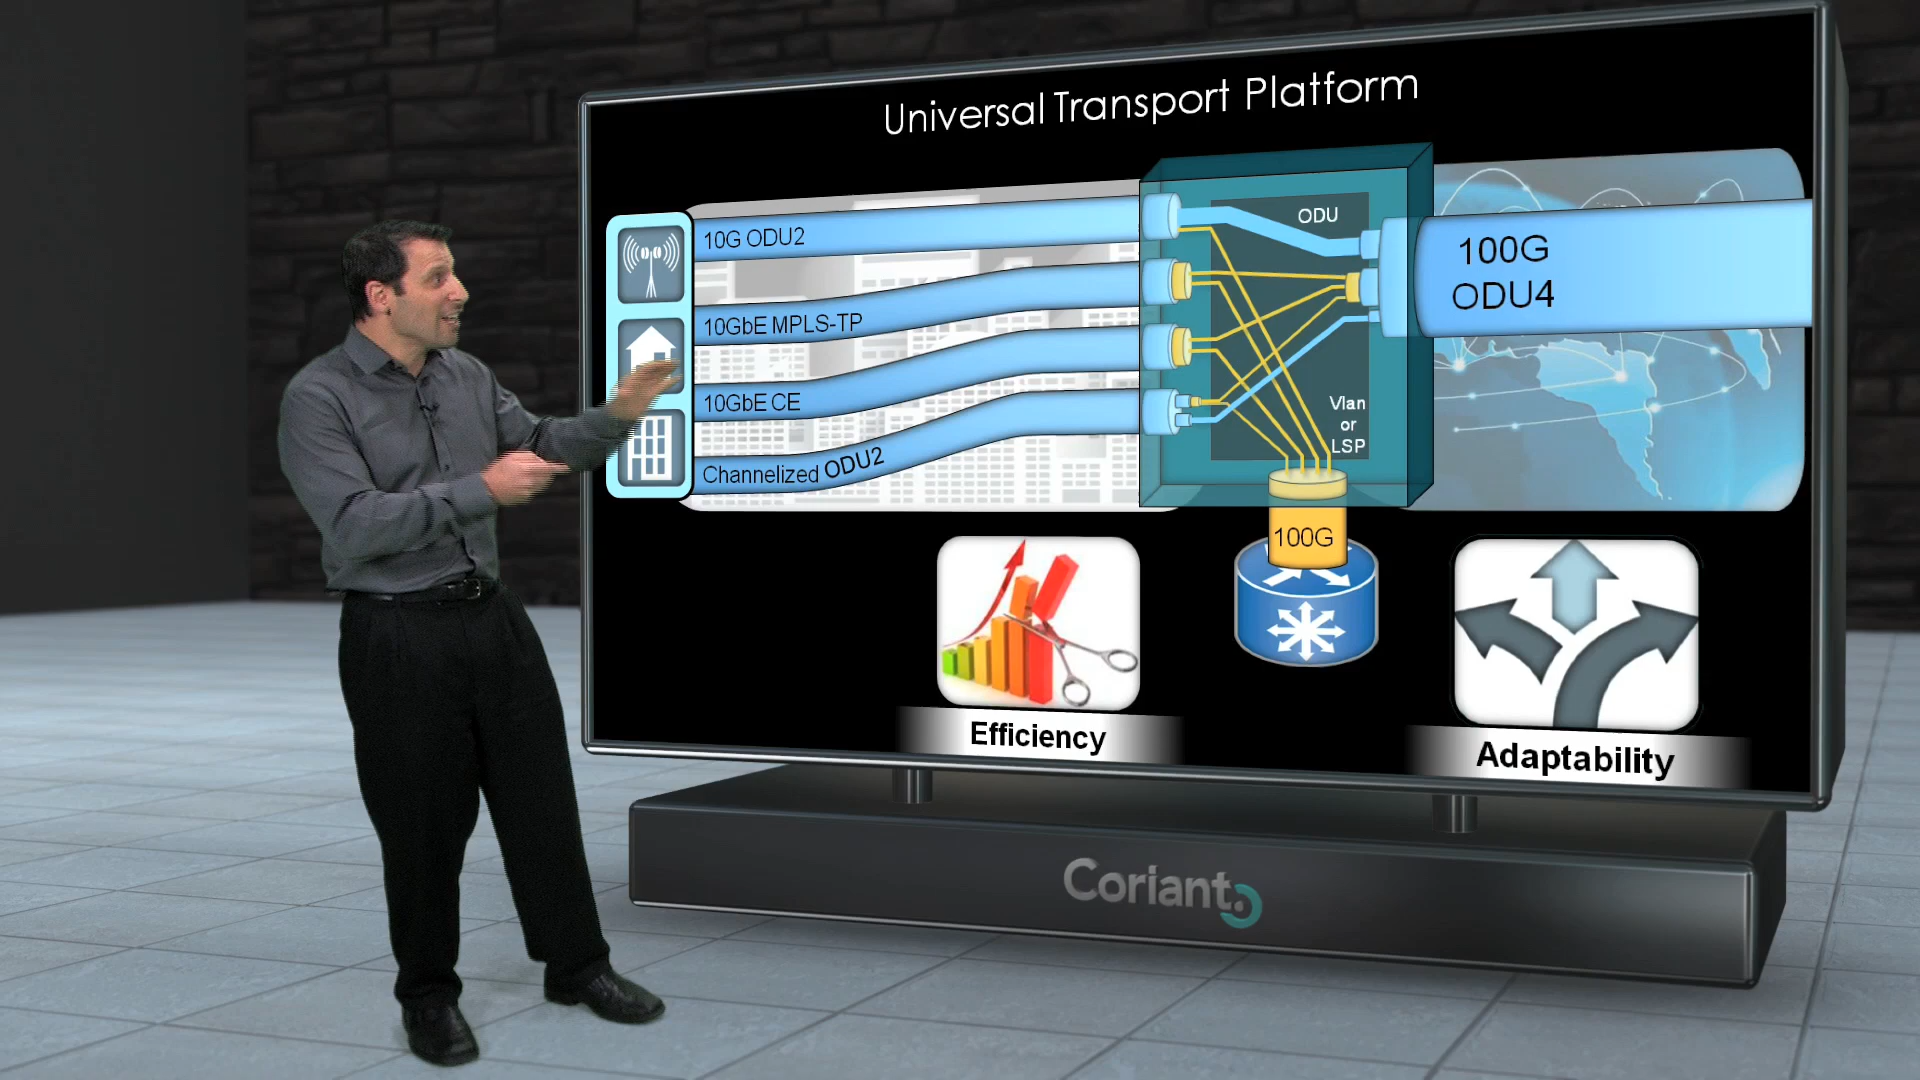 Universal Transport Platform
10G ODU2
10GbE MPLS-TP
10GbE CE
Channelized ODU2
ODU
Vlan
or
LSP
100G
ODU4
100G
Efficiency
Adaptability
Coriant